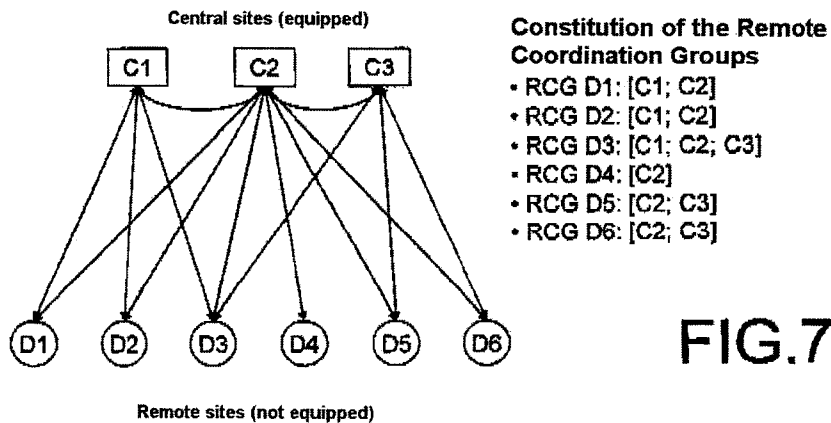 Central sites (equipped)
C1
C2
C3
D1
D2
D3
D4
D5
D6
Remote sites (not equipped)
Constitution of the Remote
Coordination Groups
• RCG D1: [C1; C2]
• RCG D2: [C1; C2]
• RCG D3: [C1; C2; C3]
• RCG D4: [C2]
• RCG D5: [C2; C3]
• RCG D6: [C2; C3]
FIG.7